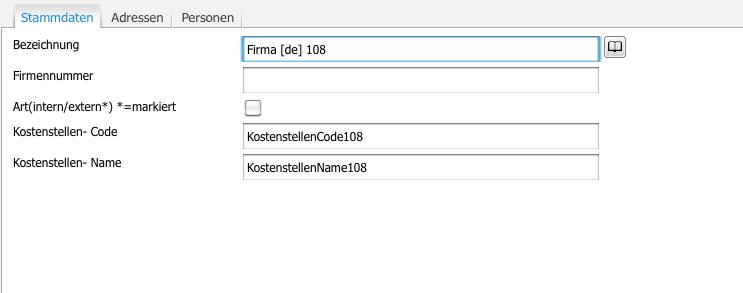 Stammdaten Adressen Personen
Bezeichnung Firma [de] 108
Firmennummer
Art(intern/extern*) *=markiert
Kostenstellen- Code KostenstellenCode108
Kostenstellen- Name KostenstellenName108